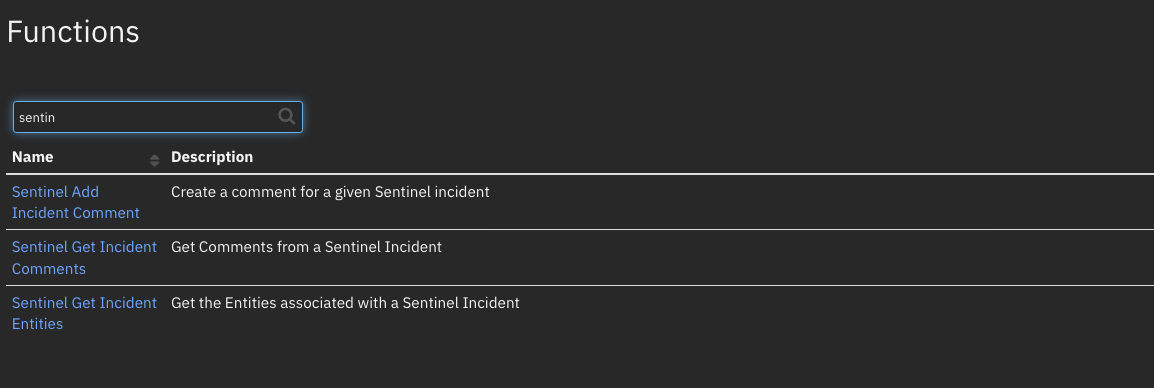 Functions
sentin
Name Description
Sentinel Add Create a comment for a given Sentinel incident
Incident Comment
Sentinel Get Incident Get Comments from a Sentinel Incident
Comments
Sentinel Get Incident Get the Entities associated with a Sentinel Incident
Entities